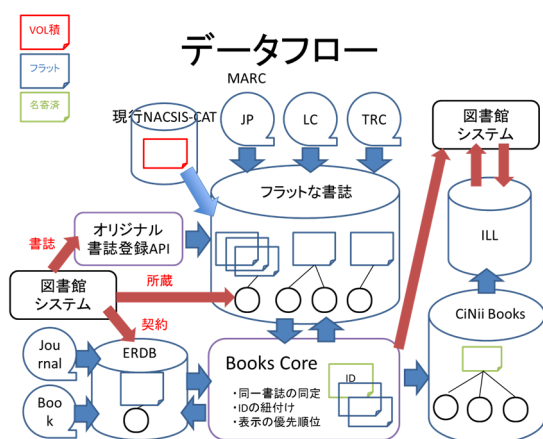 VOL積
フラット
名寄済
データフロー
MARC
現行NACSIS-CAT
JP
LC
TRC
図書館
システム
フラットな書誌
オリジナル
書誌登録API
ILL
書誌
所蔵
図書館
システム
契約
CiNii Books
Jou
rnal
ERDB
Books Core
ID
・同一書誌の同定
・IDの紐付け
・表示の優先順位
Boo
k